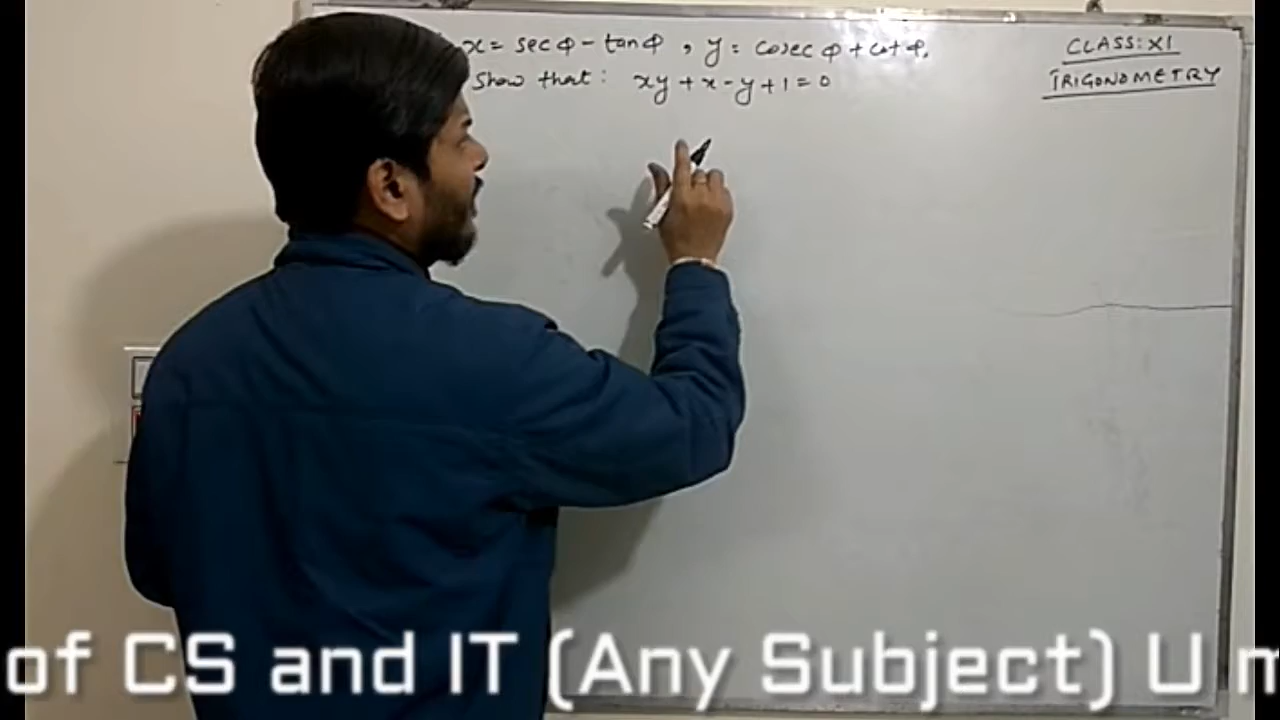 x = sec φ - tan φ , y = cosec φ + cot φ.
Show that : xy + x - y + 1 = 0
CLASS: XI
TRIGONOMETRY
of CS and IT (Any Subject) U